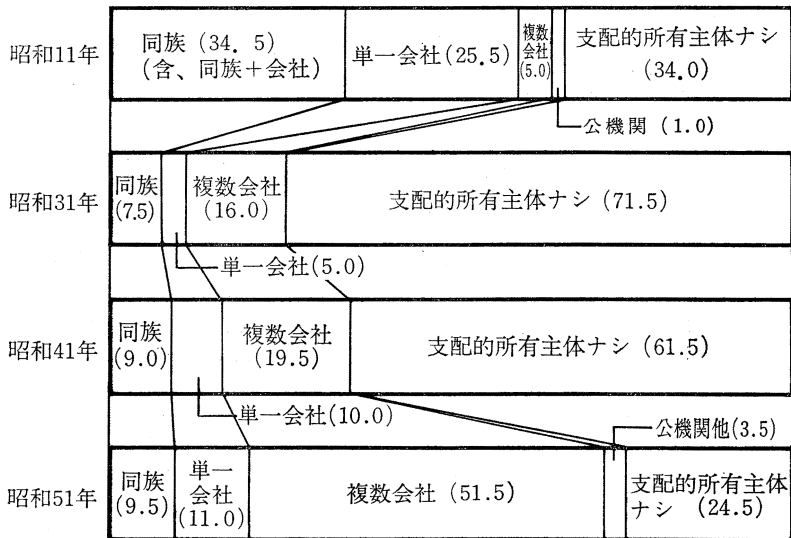 昭和11年
同族 (34.5)
(含、同族+会社)
単一会社(25.5)
複数
会社
(5.0)
支配的所有主体ナシ
(34.0)
公機関 (1.0)
昭和31年
同族
(7.5)
複数会社
(16.0)
支配的所有主体ナシ (71.5)
単一会社(5.0)
昭和41年
同族
(9.0)
複数会社
(19.5)
支配的所有主体ナシ (61.5)
単一会社(10.0)
公機関他(3.5)
昭和51年
同族
(9.5)
単一
会社
(11.0)
複数会社 (51.5)
支配的所有主体
ナシ (24.5)